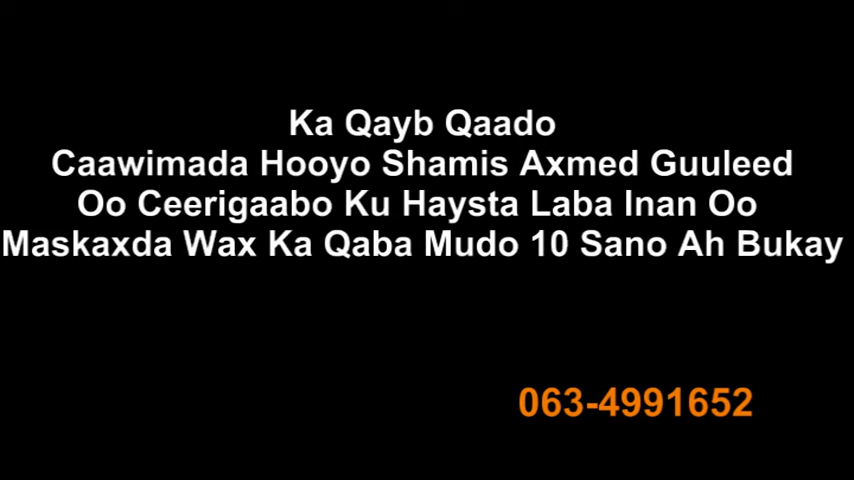 Ka Qayb Qaado
Caawimada Hooyo Shamis Axmed Guuleed
Oo Ceerigaabo Ku Haysta Laba Inan Oo
Maskaxda Wax Ka Qaba Mudo 10 Sano Ah Bukay
063-4991652